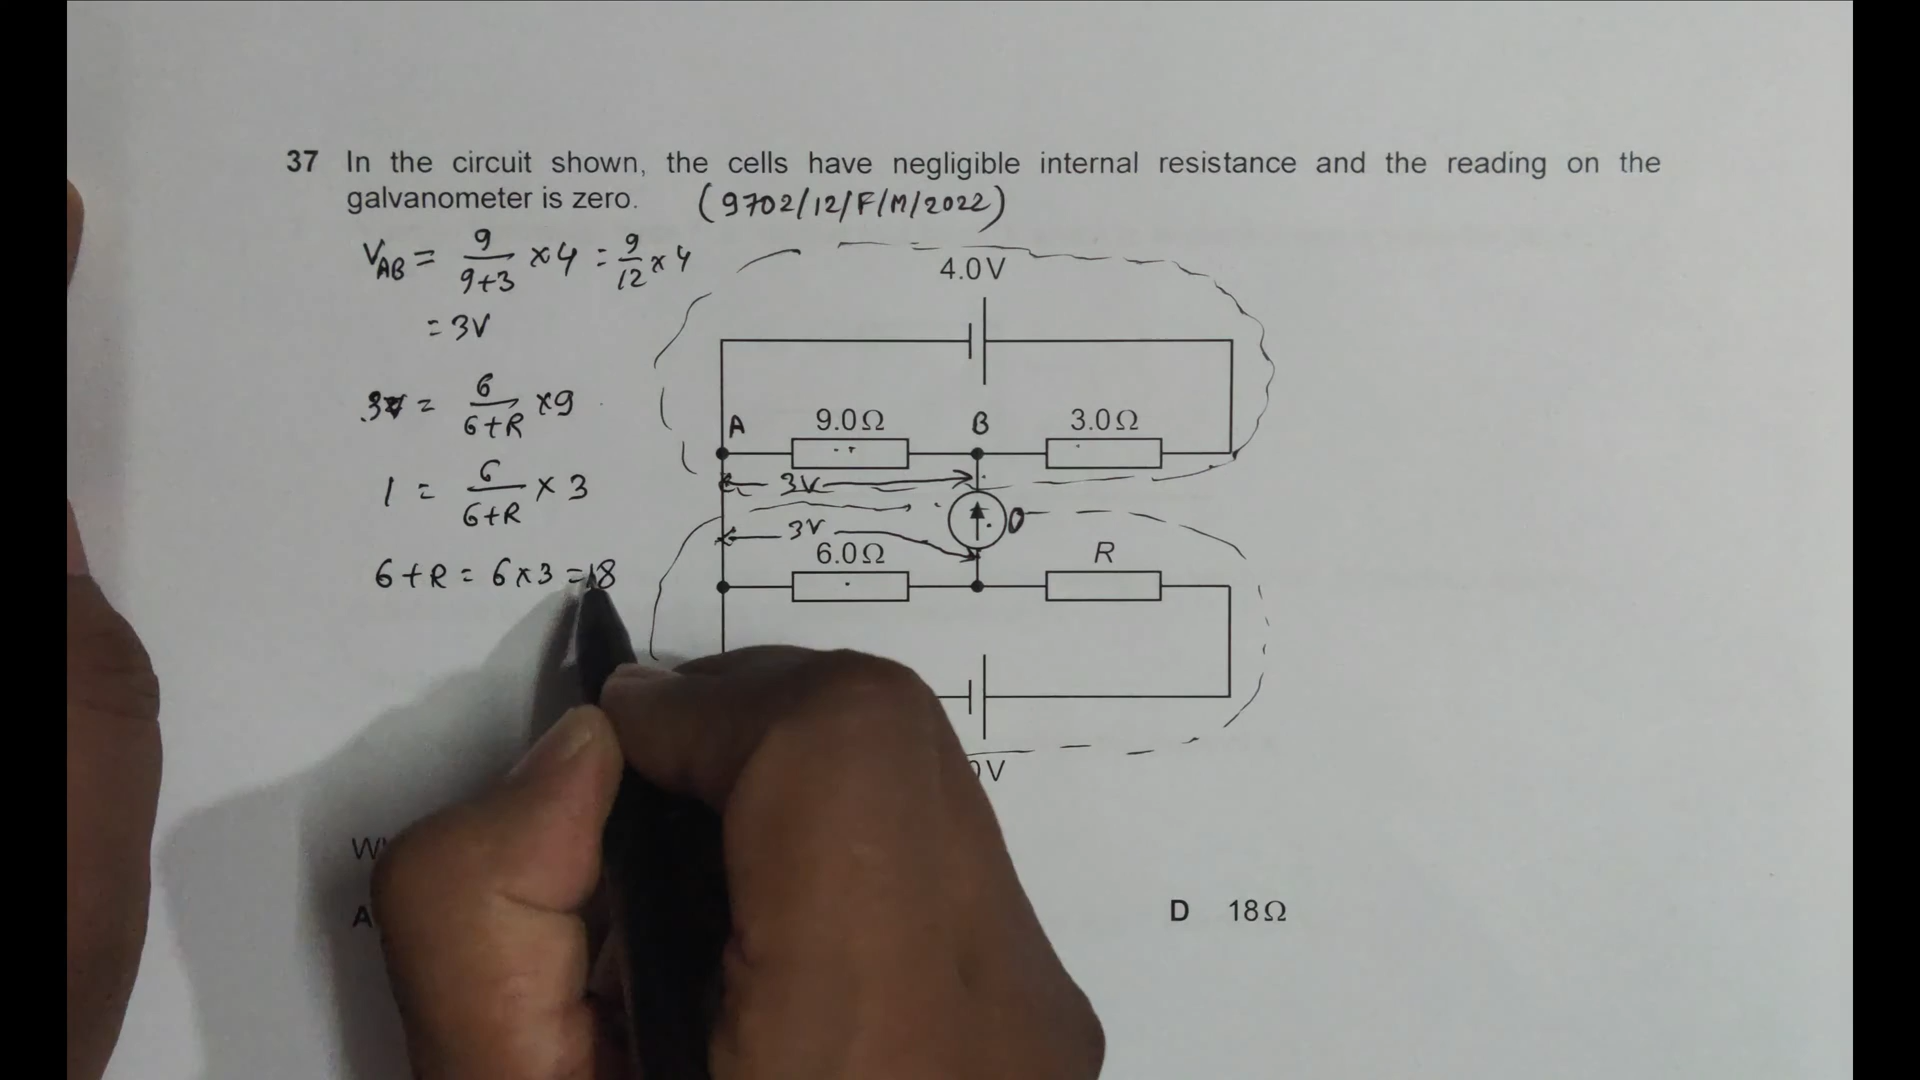 37 In the circuit shown, the cells have negligible internal resistance and the reading on the
galvanometer is zero. (9702/12/F/M/2022)
V_AB = 9/(9+3) ×4 = 9/12 × 4
= 3V
4.0V
3 = 6/(6+R) ×9
A 9.0Ω B 3.0Ω
1 = 6/(6+R) × 3
3V
3V
0
6.0Ω R
6+R = 6×3 = 18
V
A
D 18Ω